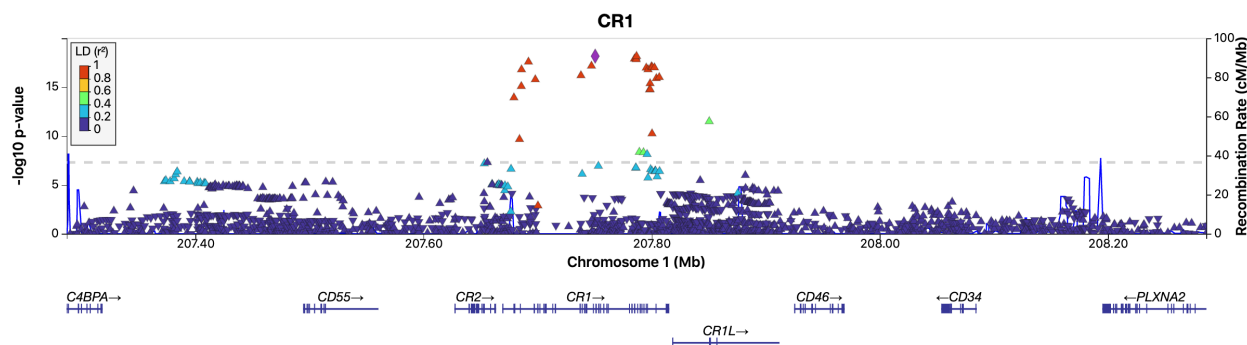 CR1
LD (r²)
1
0.8
0.6
0.4
0.2
0
-log10 p-value
15
10
5
0
100
80
60
40
20
0
Recombination Rate (cM/Mb)
207.40
207.60
207.80
208.00
208.20
Chromosome 1 (Mb)
C4BPA→
CD55→
CR2→
CR1→
CD46→
←CD34
←PLXNA2
CR1L→